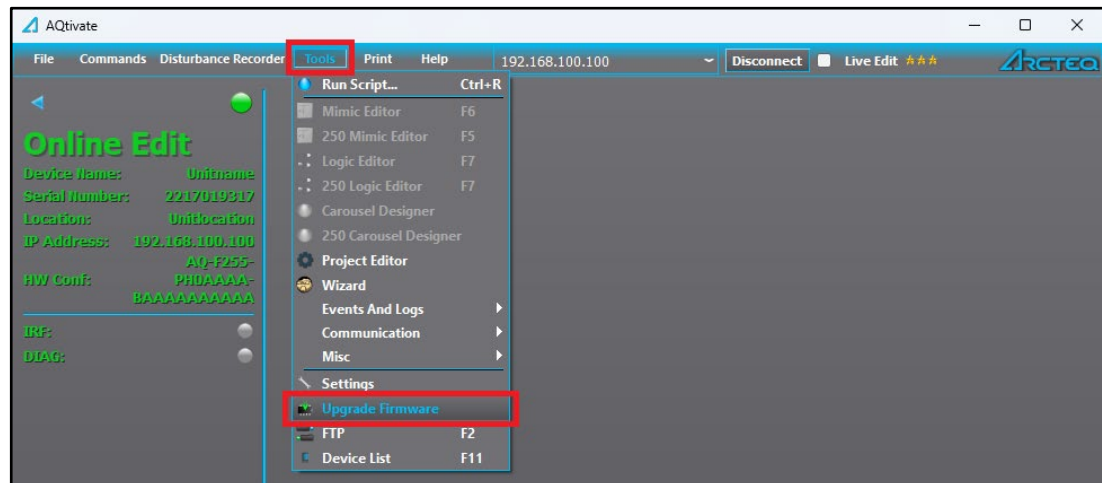 AQtivate
File Commands Disturbance Recorder Tools Print Help 192.168.100.100 Disconnect Live Edit ARCTEQ
Online Edit
Device Name: Unitname
Serial Number: 2217019317
Location: Unitlocation
IP Address: 192.168.100.100
HW Conf: AQ-F255-
PH0AAAA-
BAAAAAAAAAA
IRF:
DIAG:
Run Script... Ctrl+R
Mimic Editor F6
250 Mimic Editor F5
Logic Editor F7
250 Logic Editor F7
Carousel Designer
250 Carousel Designer
Project Editor
Wizard
Events And Logs
Communication
Misc
Settings
Upgrade Firmware
FTP F2
Device List F11